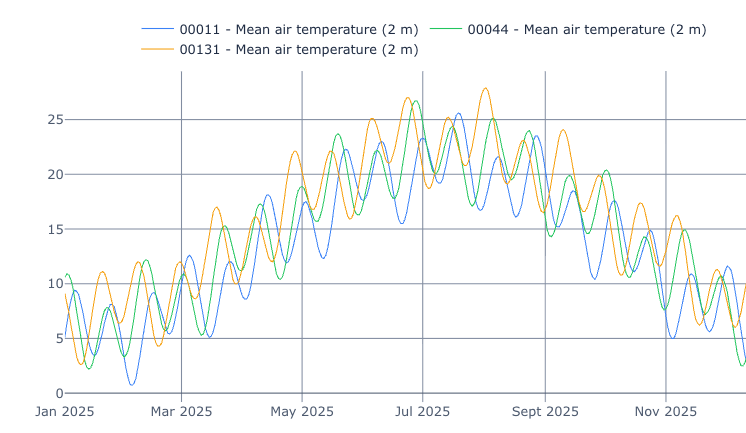 00011 - Mean air temperature (2 m) 00044 - Mean air temperature (2 m)
00131 - Mean air temperature (2 m)
25
20
15
10
5
0
Jan 2025 Mar 2025 May 2025 Jul 2025 Sept 2025 Nov 2025